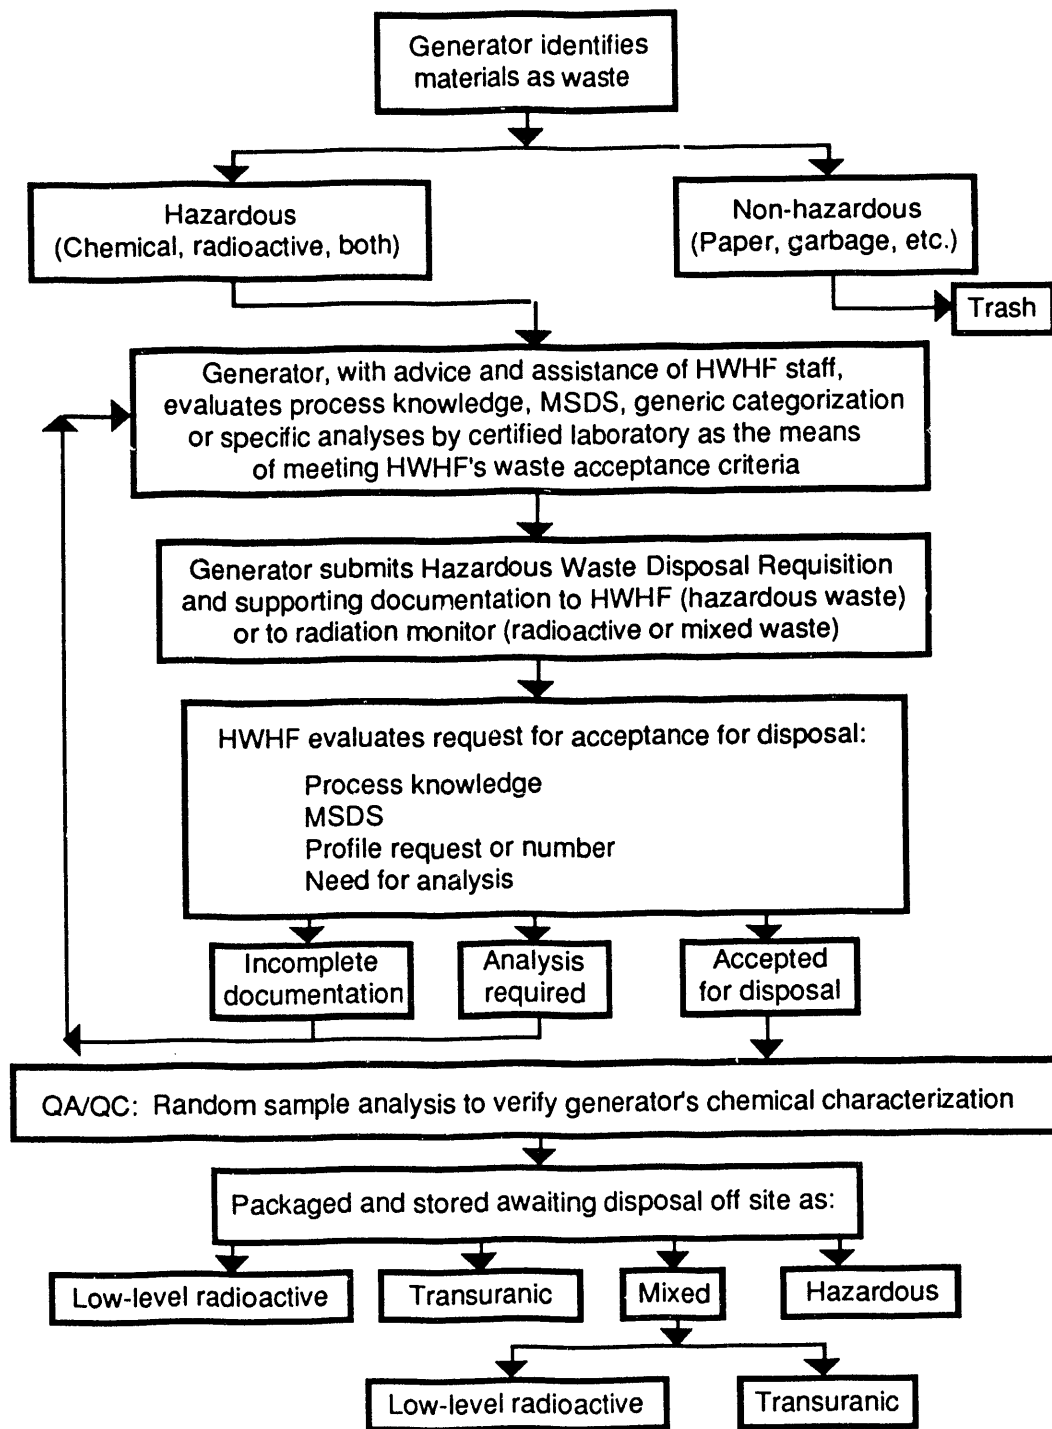 Generator identifies
materials as waste
Hazardous
(Chemical, radioactive, both)
Non-hazardous
(Paper, garbage, etc.)
Trash
Generator, with advice and assistance of HWHF staff,
evaluates process knowledge, MSDS, generic categorization
or specific analyses by certified laboratory as the means
of meeting HWHF's waste acceptance criteria
Generator submits Hazardous Waste Disposal Requisition
and supporting documentation to HWHF (hazardous waste)
or to radiation monitor (radioactive or mixed waste)
HWHF evaluates request for acceptance for disposal:
Process knowledge
MSDS
Profile request or number
Need for analysis
Incomplete
documentation
Analysis
required
Accepted
for disposal
QA/QC: Random sample analysis to verify generator's chemical characterization
Packaged and stored awaiting disposal off site as:
Low-level radioactive
Transuranic
Mixed
Hazardous
Low-level radioactive
Transuranic